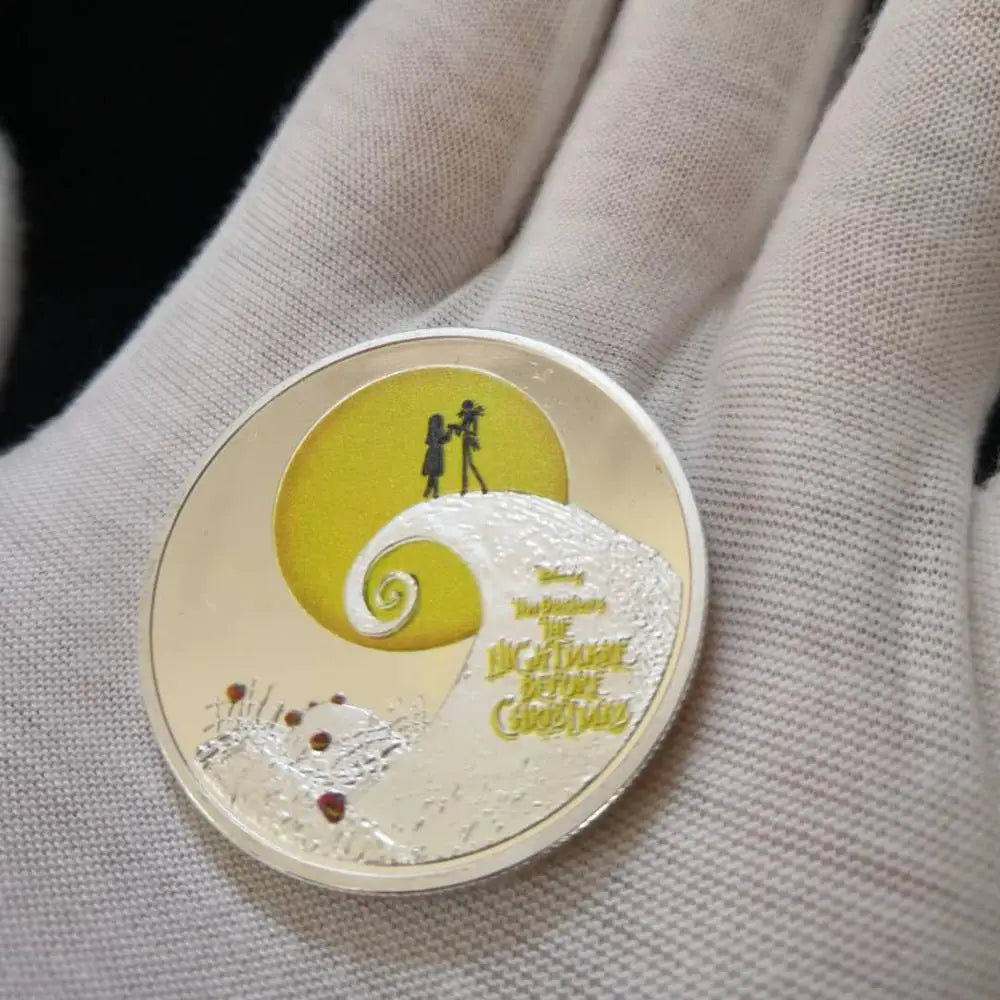 Disney
Tim Burton's
THE
NIGHTMARE
BEFORE
CHRISTMAS